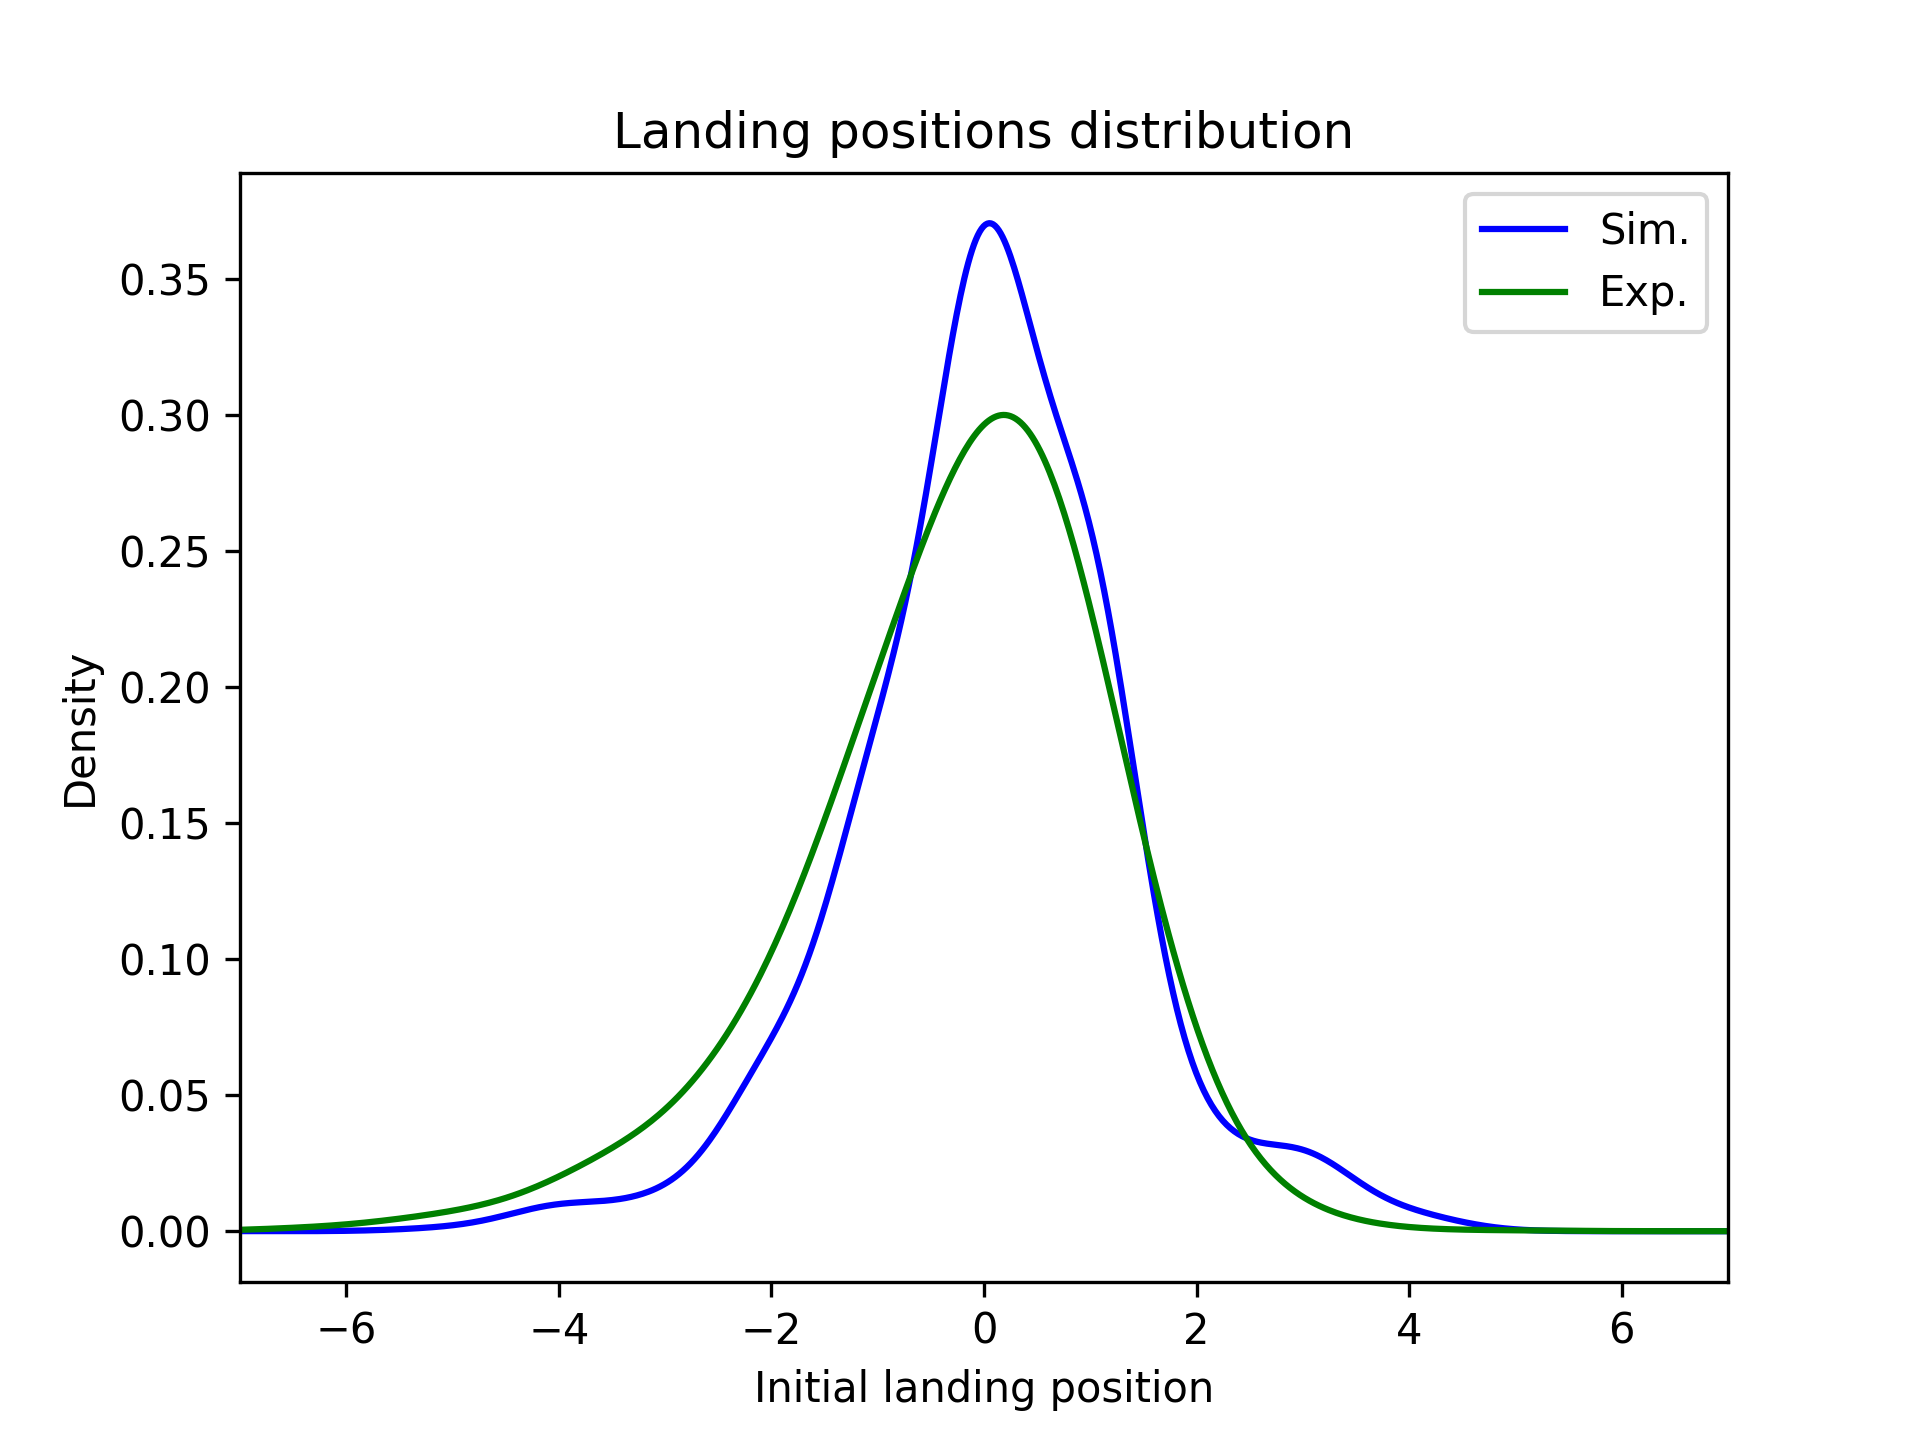 Landing positions distribution
Sim.
Exp.
Density
0.35
0.30
0.25
0.20
0.15
0.10
0.05
0.00
−6 −4 −2 0 2 4 6
Initial landing position